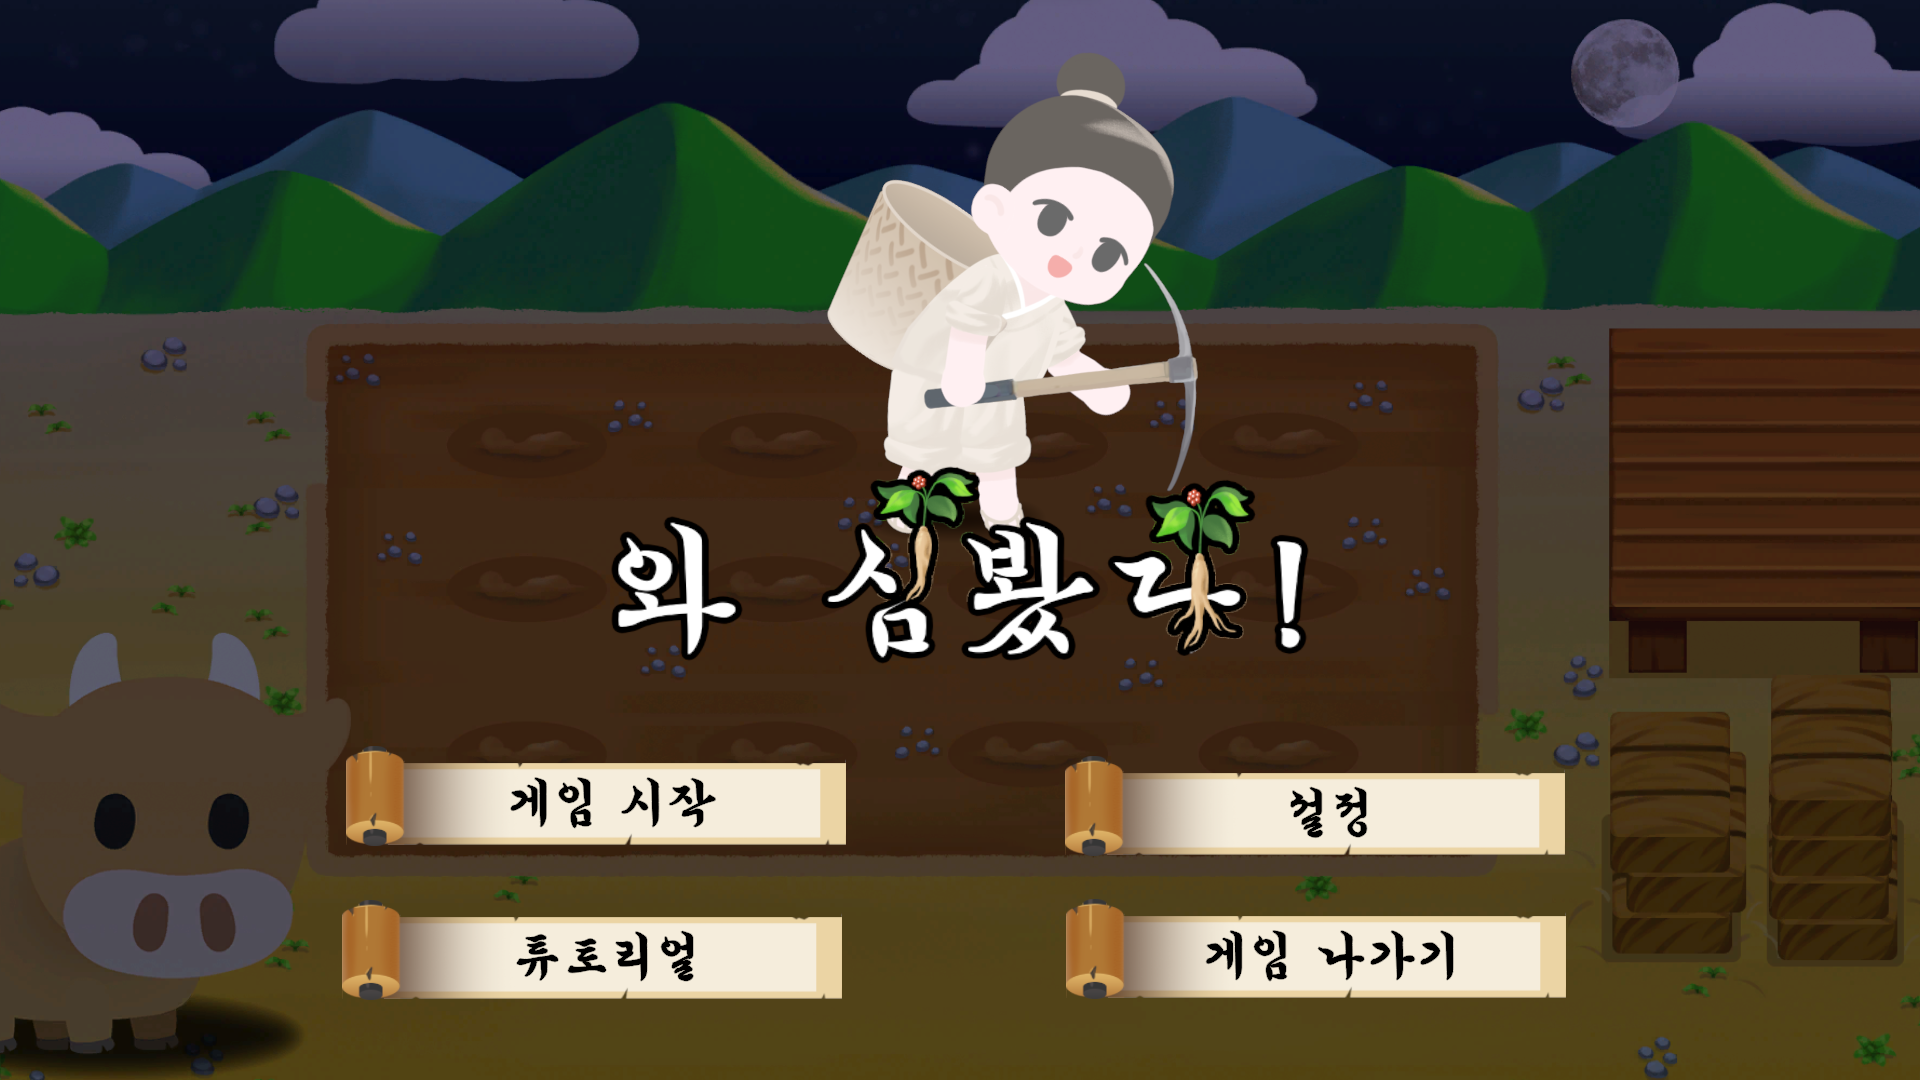 와 심봤다!
게임 시작
설정
튜토리얼
게임 나가기